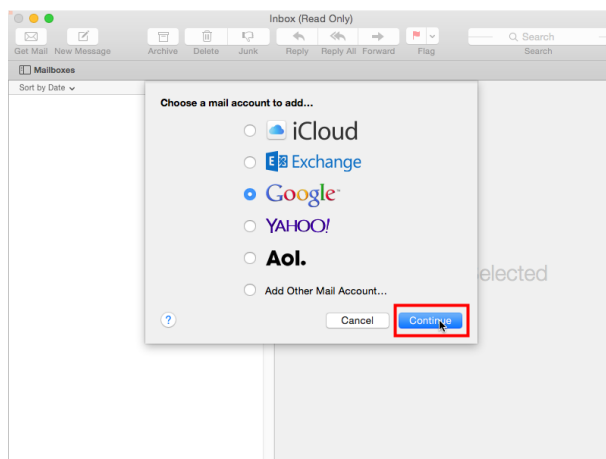 Inbox (Read Only)
Get Mail New Message Archive Delete Junk Reply Reply All Forward Flag Search
Search
Mailboxes
Sort by Date
Choose a mail account to add...
iCloud
E Exchange
Google
YAHOO!
Aol.
Add Other Mail Account...
elected
? Cancel Continue